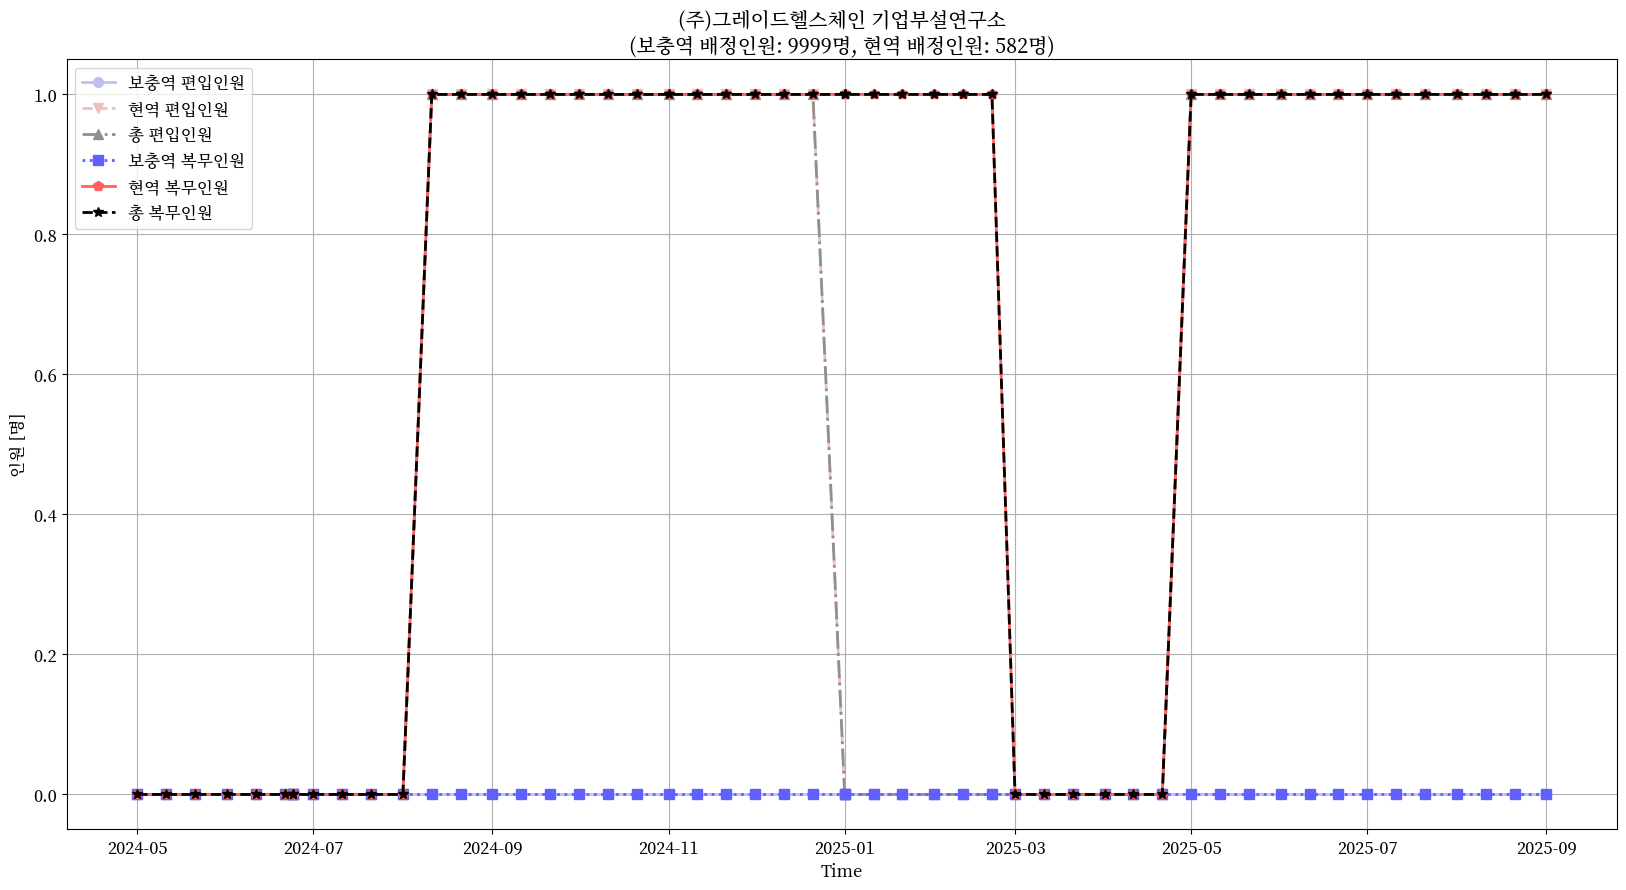 (주)그레이드헬스체인 기업부설연구소
(보충역 배정인원: 9999명, 현역 배정인원: 582명)
보충역 편입인원
현역 편입인원
총 편입인원
보충역 복무인원
현역 복무인원
총 복무인원
1.0
0.8
0.6
0.4
0.2
0.0
인원 [명]
2024-05 2024-07 2024-09 2024-11 2025-01 2025-03 2025-05 2025-07 2025-09
Time